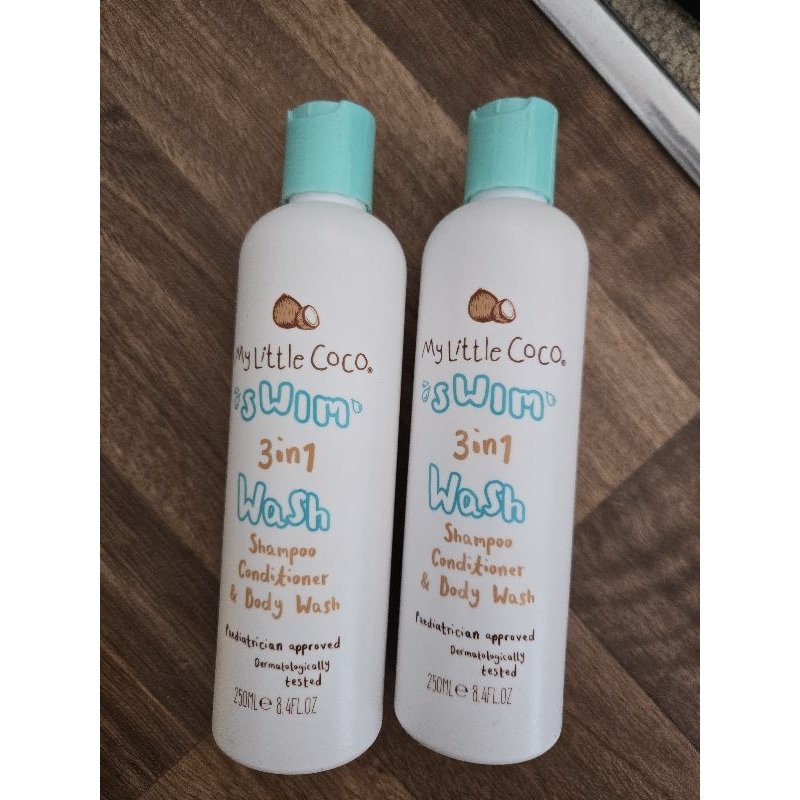 My Little Coco®
SWIM
3in1
Wash
Shampoo
Conditioner
& Body Wash
Paediatrician approved
Dermatologically
tested
250ML e 8.4FL.OZ
My Little Coco®
SWIM
3in1
Wash
Shampoo
Conditioner
& Body Wash
Paediatrician approved
Dermatologically
tested
250ML e 8.4FL.OZ